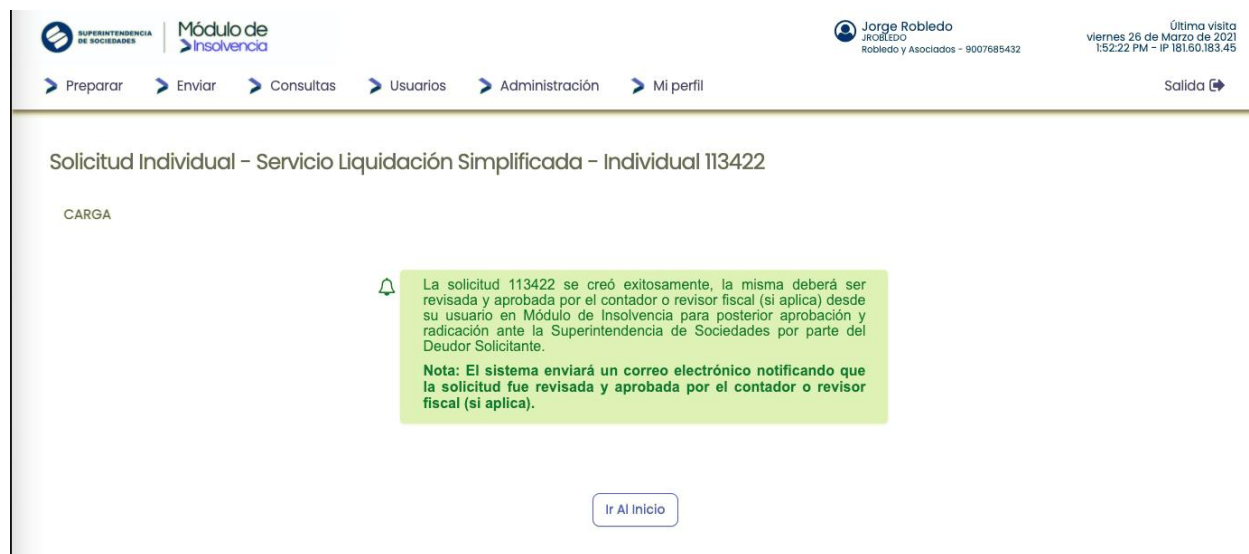 SUPERINTENDENCIA
DE SOCIEDADES
Módulo de
Insolvencia
Jorge Robledo
JROBLEDO
Robledo y Asociados - 9007685432
Última visita
viernes 26 de Marzo de 2021
1:52:22 PM - IP 181.60.183.45
Preparar Enviar Consultas Usuarios Administración Mi perfil Salida
Solicitud Individual - Servicio Liquidación Simplificada - Individual 113422
CARGA
La solicitud 113422 se creó exitosamente, la misma deberá ser
revisada y aprobada por el contador o revisor fiscal (si aplica) desde
su usuario en Módulo de Insolvencia para posterior aprobación y
radicación ante la Superintendencia de Sociedades por parte del
Deudor Solicitante.
Nota: El sistema enviará un correo electrónico notificando que
la solicitud fue revisada y aprobada por el contador o revisor
fiscal (si aplica).
Ir Al Inicio